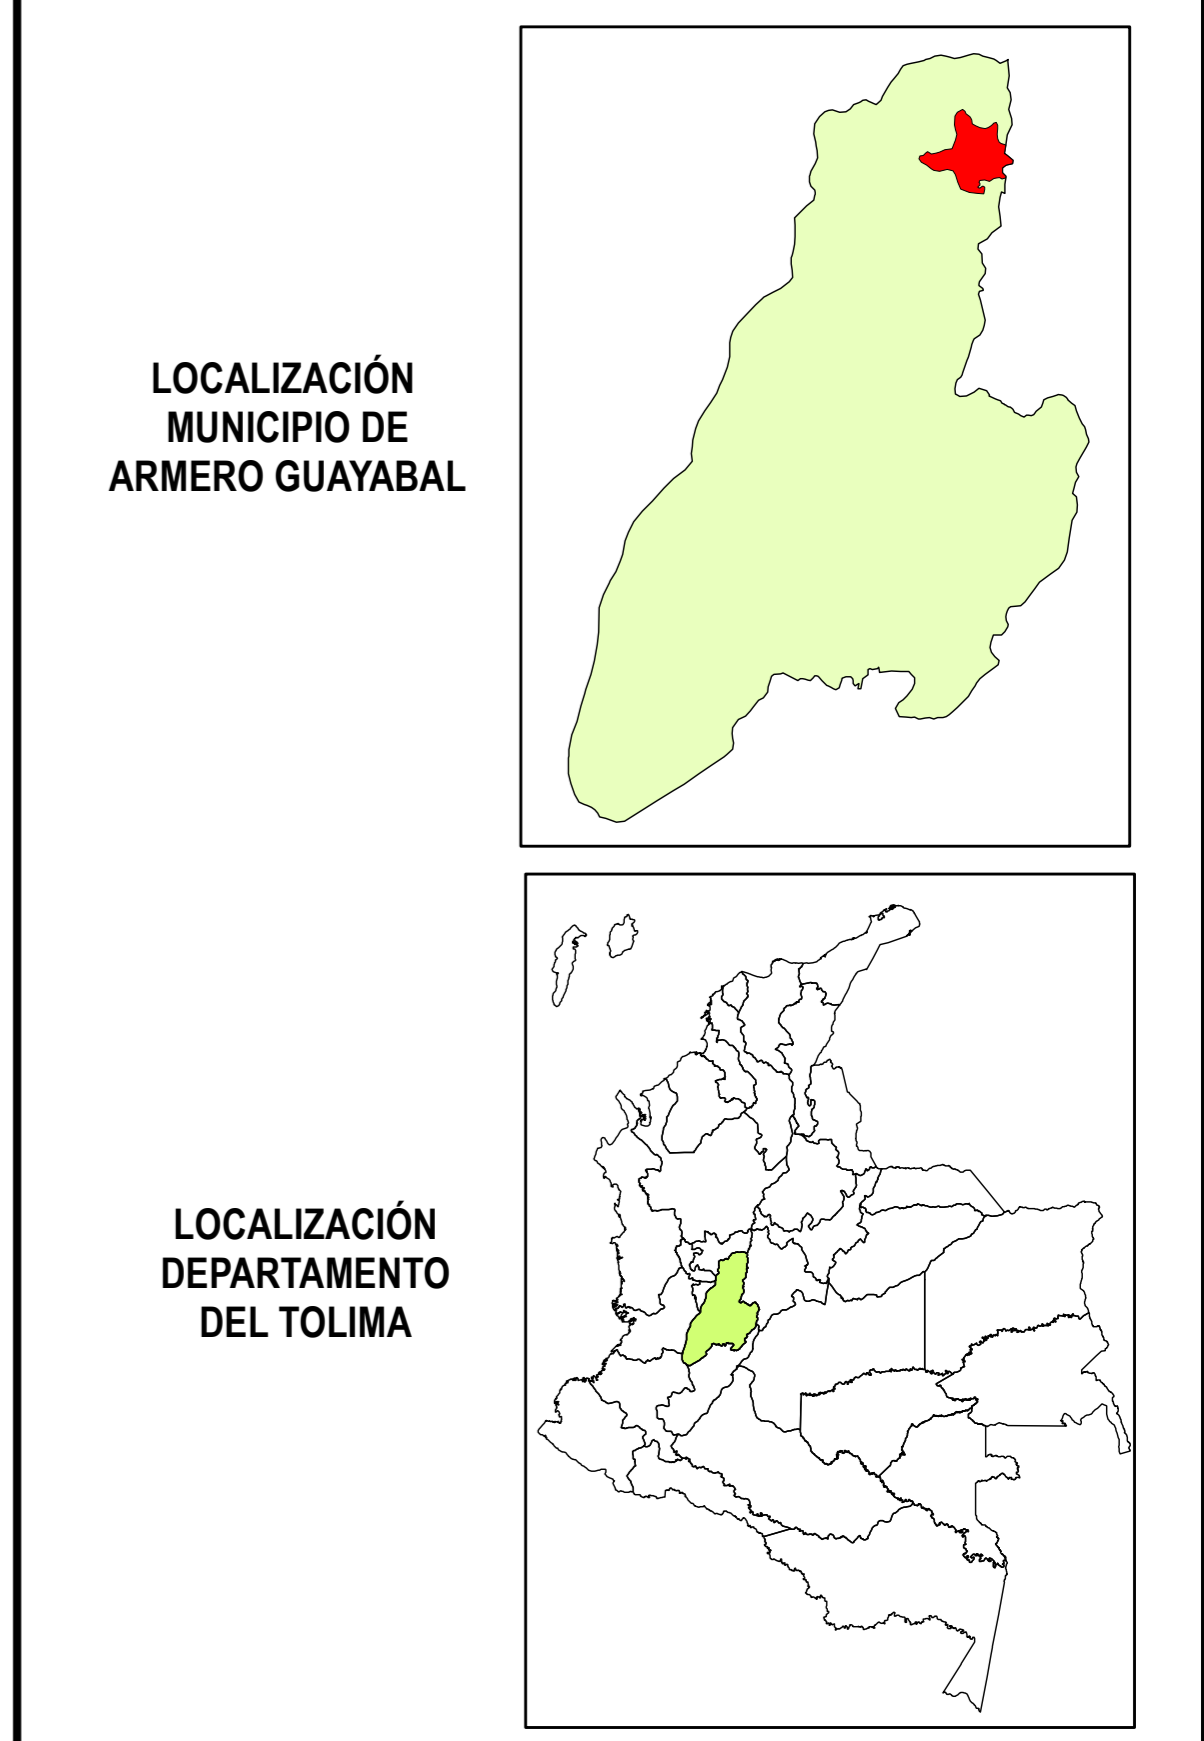 LOCALIZACIÓN
MUNICIPIO DE
ARMERO GUAYABAL
LOCALIZACIÓN
DEPARTAMENTO
DEL TOLIMA